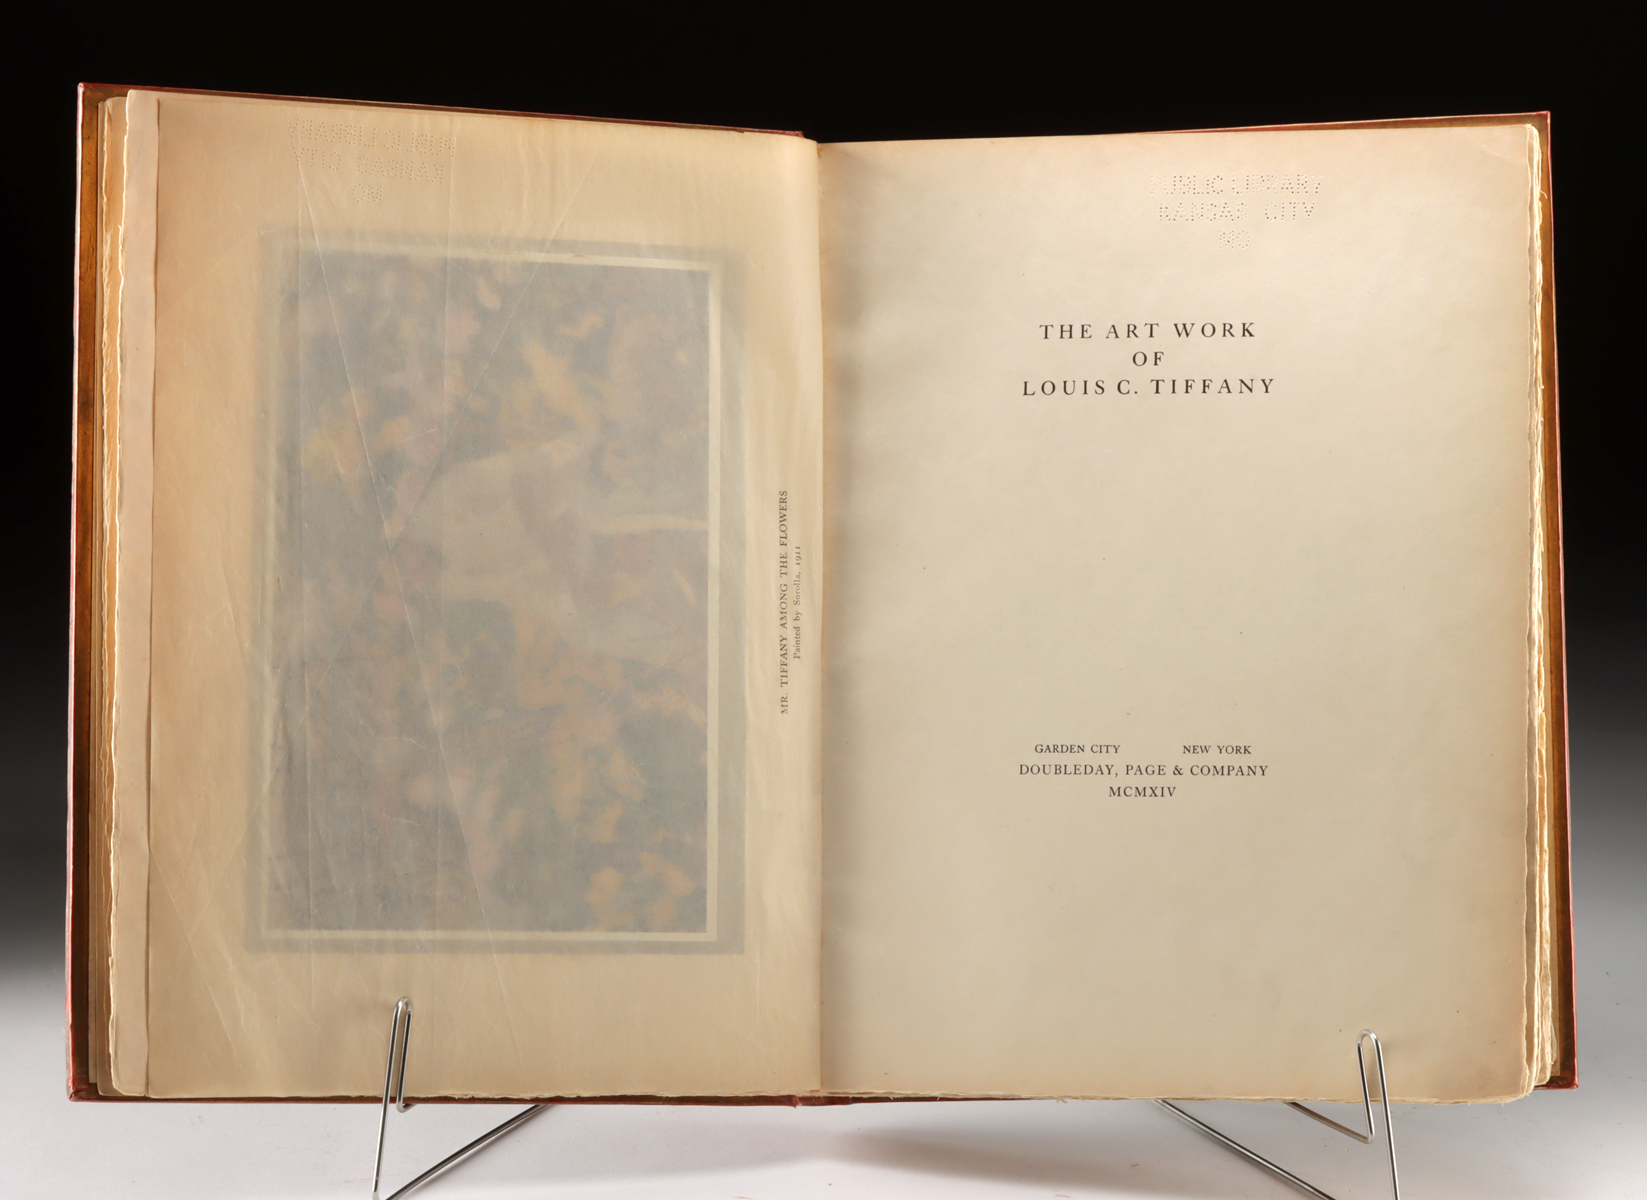 MR. TIFFANY AMONG THE FLOWERS
Painted by Sorolla, 1911
PUBLIC LIBRARY
KANSAS CITY
MO
THE ART WORK
OF
LOUIS C. TIFFANY
GARDEN CITY NEW YORK
DOUBLEDAY, PAGE & COMPANY
MCMXIV